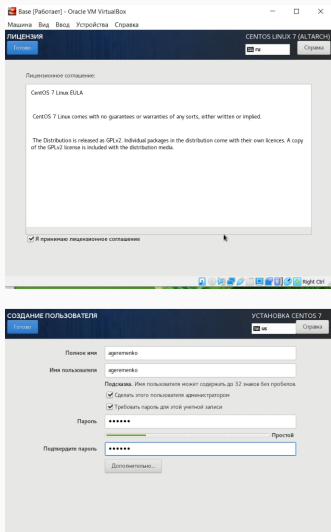 Base [Работает] - Oracle VM VirtualBox
Машина Вид Ввод Устройства Справка
ЛИЦЕНЗИЯ
CENTOS LINUX 7 (ALTARCH)
Готово
ru
Справка
Лицензионное соглашение:
CentOS 7 Linux EULA
CentOS 7 Linux comes with no guarantees or warranties of any sorts, either written or implied.
The Distribution is released as GPLv2. Individual packages in the distribution come with their own licences. A copy
of the GPLv2 license is included with the distribution media.
Я принимаю лицензионное соглашение
Right Ctrl
СОЗДАНИЕ ПОЛЬЗОВАТЕЛЯ
УСТАНОВКА CENTOS 7
Готово
us
Справка
Полное имя
ageremenko
Имя пользователя
ageremenko
Подсказка. Имя пользователя может содержать до 32 знаков без пробелов.
Сделать этого пользователя администратором
Требовать пароль для этой учетной записи
Пароль
••••••
Простой
Подтвердите пароль
••••••
Дополнительно...